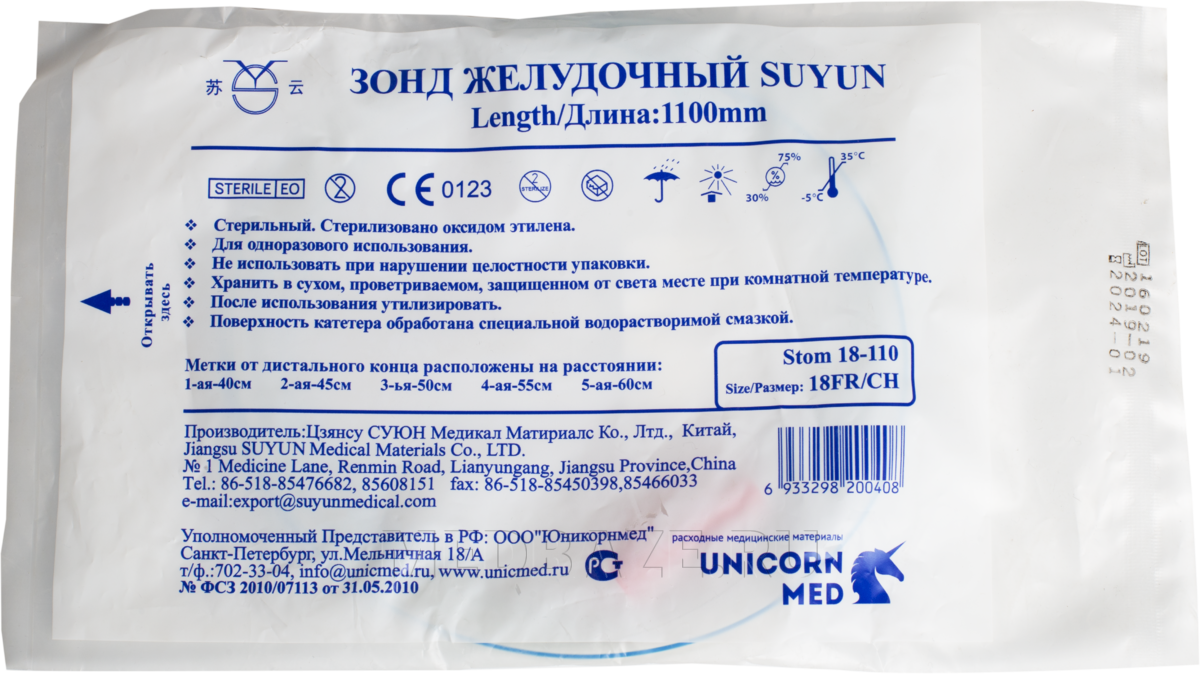 苏 云
ЗОНД ЖЕЛУДОЧНЫЙ SUYUN
Length/Длина:1100mm
STERILE EO
2
CE 0123
2
STERILIZE
30% % 75%
-5°C 35°C
❖ Стерильный. Стерилизовано оксидом этилена.
❖ Для одноразового использования.
❖ Не использовать при нарушении целостности упаковки.
❖ Хранить в сухом, проветриваемом, защищенном от света месте при комнатной температуре.
❖ После использования утилизировать.
❖ Поверхность катетера обработана специальной водорастворимой смазкой.
Открывать
здесь
Метки от дистального конца расположены на расстоянии:
1-ая-40см 2-ая-45см 3-ья-50см 4-ая-55см 5-ая-60см
Stom 18-110
Size/Размер: 18FR/CH
Производитель:Цзянсу СУЮН Медикал Матириалс Ко., Лтд., Китай,
Jiangsu SUYUN Medical Materials Co., LTD.
№ 1 Medicine Lane, Renmin Road, Lianyungang, Jiangsu Province,China
Tel.: 86-518-85476682, 85608151 fax: 86-518-85450398,85466033
e-mail:export@suyunmedical.com
6 933298 200408
Уполномоченный Представитель в РФ: ООО"Юникорнмед"
Санкт-Петербург, ул.Мельничная 18/А
т/ф.:702-33-04, info@unicmed.ru, www.unicmed.ru
№ ФСЗ 2010/07113 от 31.05.2010
РСТ
расходные медицинские материалы
UNICORN
MED
LOT 160219
2019-02
2024-01
MEDBAZE.RU